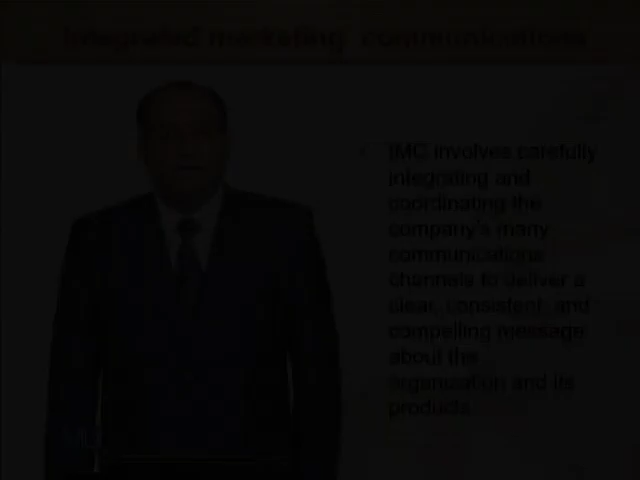 Integrated marketing communications
IMC involves carefully
integrating and
coordinating the
company's many
communications
channels to deliver a
clear, consistent, and
compelling message
about the
organization and its
products.